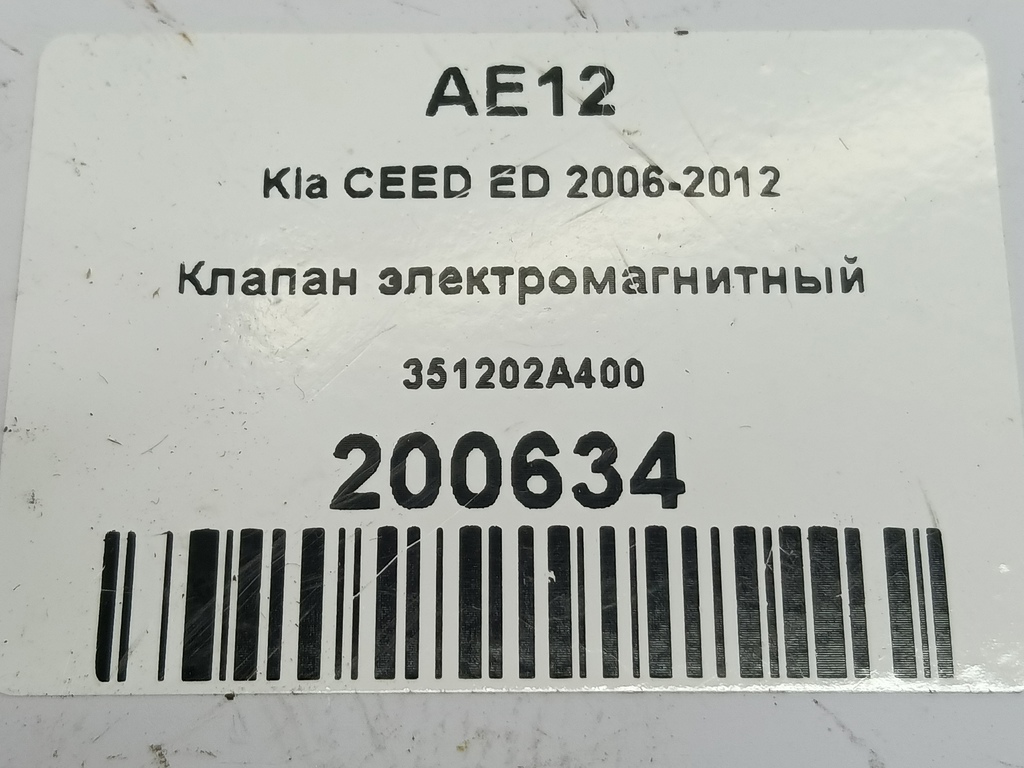 AE12
Kia CEED ED 2006-2012
Клапан электромагнитный
351202A400
200634